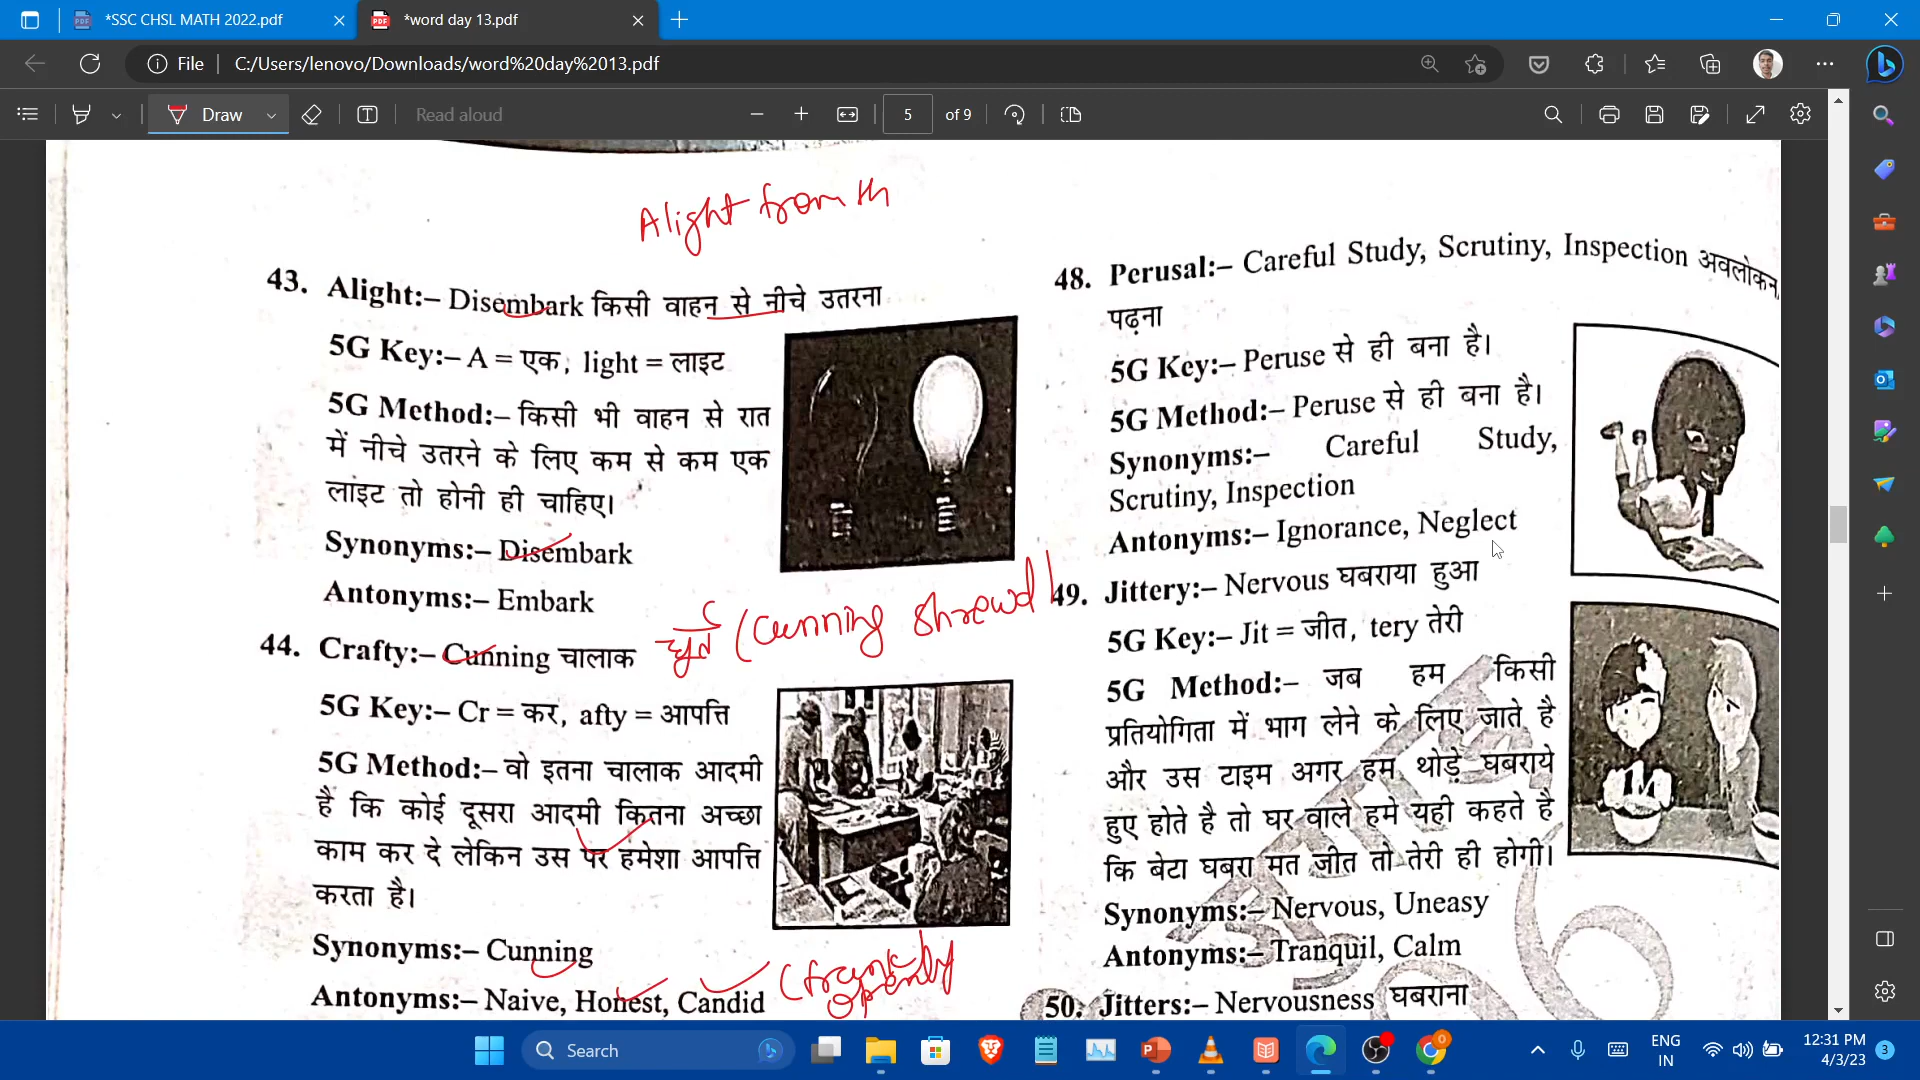 *SSC CHSL MATH 2022.pdf
*word day 13.pdf
File
C:/Users/lenovo/Downloads/word%20day%2013.pdf
Draw
Read aloud
5 of 9
Alight from th
43. Alight:– Disembark किसी वाहन से नीचे उतरना
5G Key:– A = एक, light = लाइट
5G Method:– किसी भी वाहन से रात
में नीचे उतरने के लिए कम से कम एक
लाइट तो होनी ही चाहिए।
Synonyms:– Disembark
Antonyms:– Embark
धूर्त (Cunning Shrewd)
44. Crafty:– Cunning चालाक
5G Key:– Cr = कर, afty = आपत्ति
5G Method:– वो इतना चालाक आदमी
है कि कोई दूसरा आदमी कितना अच्छा
काम कर दे लेकिन उस पर हमेशा आपत्ति
करता है।
Synonyms:– Cunning
Antonyms:– Naive, Honest, Candid
(frankly
openly
48. Perusal:– Careful Study, Scrutiny, Inspection अवलोकन,
पढ़ना
5G Key:– Peruse से ही बना है।
5G Method:– Peruse से ही बना है।
Synonyms:– Careful Study,
Scrutiny, Inspection
Antonyms:– Ignorance, Neglect
49. Jittery:– Nervous घबराया हुआ
5G Key:– Jit = जीत, tery तेरी
5G Method:– जब हम किसी
प्रतियोगिता में भाग लेने के लिए जाते है
और उस टाइम अगर हम थोड़े घबराये
हुए होते है तो घर वाले हमे यही कहते है
कि बेटा घबरा मत जीत तो तेरी ही होगी।
Synonyms:– Nervous, Uneasy
Antonyms:– Tranquil, Calm
50. Jitters:– Nervousness घबराना
Search
ENG
IN
12:31 PM
4/3/23
3